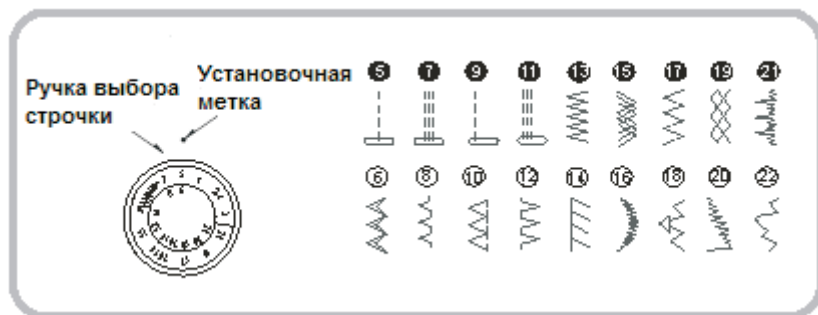 Ручка выбора
строчки
Установочная
метка
5 7 9 11 13 15 17 19 21
6 8 10 12 14 16 18 20 22